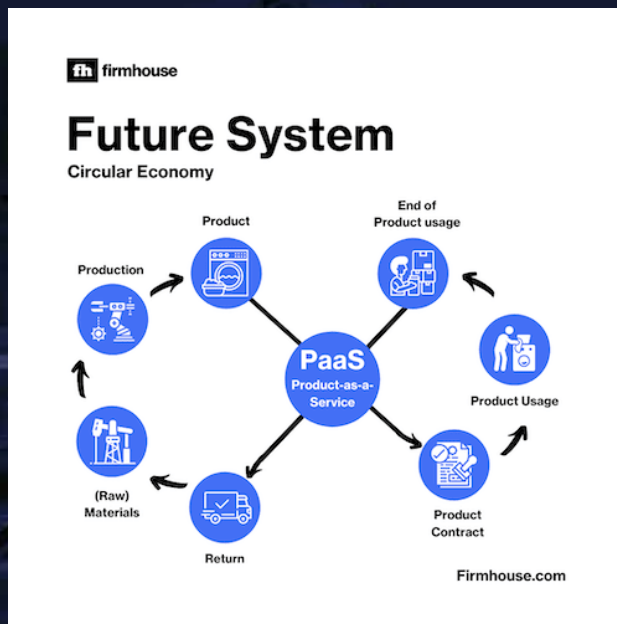 fh firmhouse
Future System
Circular Economy
End of
Product usage
Product
Production
PaaS
Product-as-a-
Service
Product Usage
(Raw)
Materials
Product
Contract
Return
Firmhouse.com